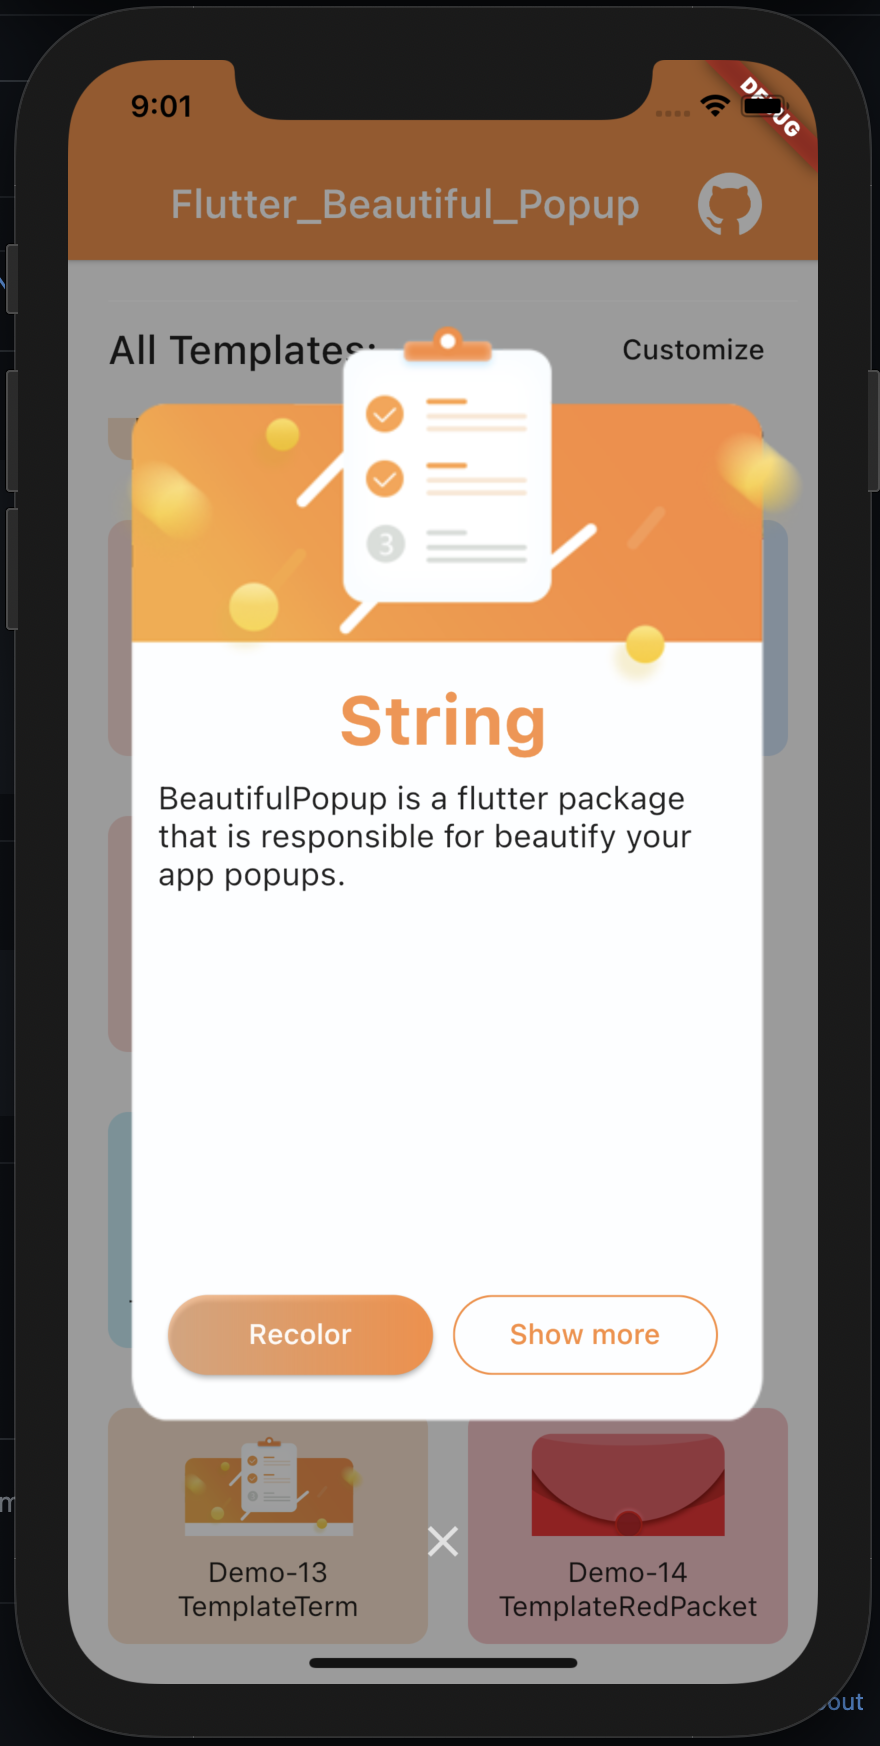 9:01
DEBUG
Flutter_Beautiful_Popup
All Templates:
Customize
3
String
BeautifulPopup is a flutter package
that is responsible for beautify your
app popups.
Recolor
Show more
Demo-13
TemplateTerm
Demo-14
TemplateRedPacket